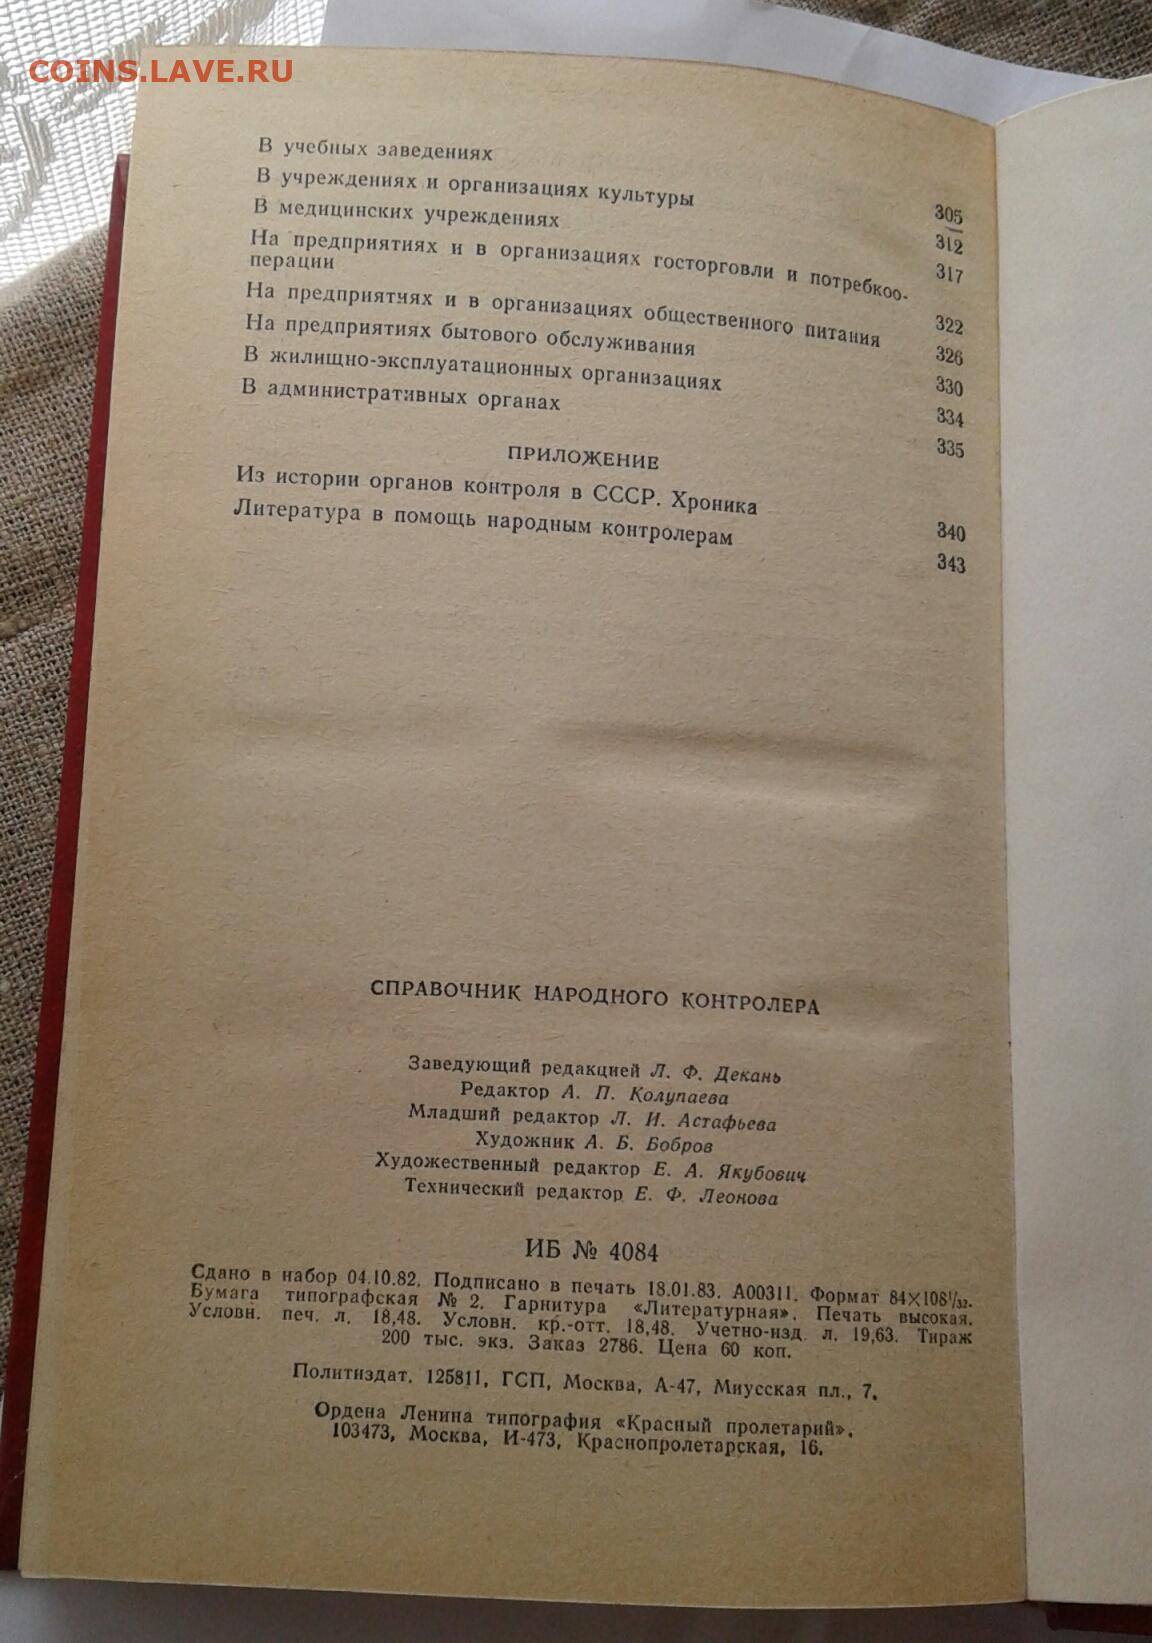 COINS.LAVE.RU
В учебных заведениях 305
В учреждениях и организациях культуры 312
В медицинских учреждениях 317
На предприятиях и в организациях госторговли и потребкоо-
перации 322
На предприятиях и в организациях общественного питания 326
На предприятиях бытового обслуживания 330
В жилищно-эксплуатационных организациях 334
В административных органах 335
ПРИЛОЖЕНИЕ
Из истории органов контроля в СССР. Хроника 340
Литература в помощь народным контролерам 343
СПРАВОЧНИК НАРОДНОГО КОНТРОЛЕРА
Заведующий редакцией Л. Ф. Декань
Редактор А. П. Колупаева
Младший редактор Л. И. Астафьева
Художник А. Б. Бобров
Художественный редактор Е. А. Якубович
Технический редактор Е. Ф. Леонова
ИБ № 4084
Сдано в набор 04.10.82. Подписано в печать 18.01.83. А00311. Формат 84×108¹/₃₂.
Бумага типографская № 2. Гарнитура «Литературная». Печать высокая.
Условн. печ. л. 18,48. Условн. кр.-отт. 18,48. Учетно-изд. л. 19,63. Тираж
200 тыс. экз. Заказ 2786. Цена 60 коп.
Политиздат. 125811, ГСП, Москва, А-47, Миусская пл., 7.
Ордена Ленина типография «Красный пролетарий».
103473, Москва, И-473, Краснопролетарская, 16.